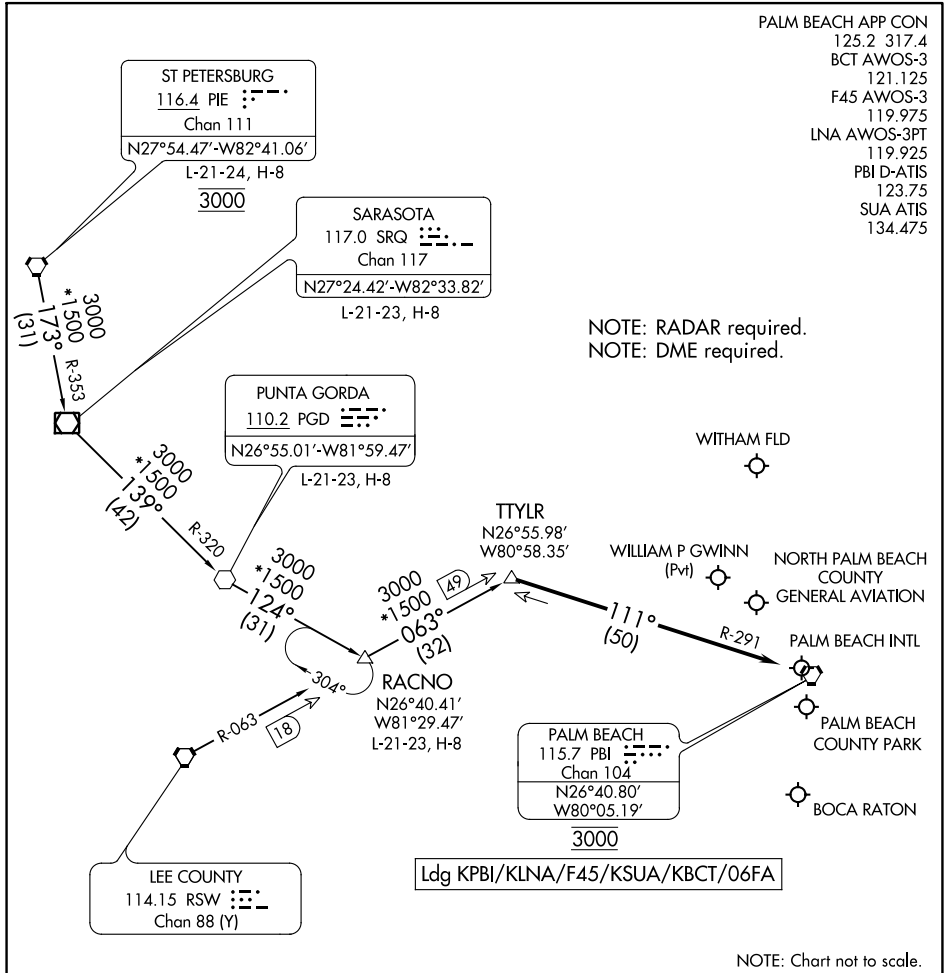 PALM BEACH APP CON
125.2 317.4
BCT AWOS-3
121.125
F45 AWOS-3
119.975
LNA AWOS-3PT
119.925
PBI D-ATIS
123.75
SUA ATIS
134.475
ST PETERSBURG
116.4 PIE
Chan 111
N27°54.47'-W82°41.06'
L-21-24, H-8
3000
SARASOTA
117.0 SRQ
Chan 117
N27°24.42'-W82°33.82'
L-21-23, H-8
NOTE: RADAR required.
NOTE: DME required.
3000
*1500
173°
(31)
R-353
PUNTA GORDA
110.2 PGD
N26°55.01'-W81°59.47'
L-21-23, H-8
3000
*1500
139°
(42)
R-320
WITHAM FLD
TTYLR
N26°55.98'
W80°58.35'
WILLIAM P GWINN
(Pvt)
NORTH PALM BEACH
COUNTY
GENERAL AVIATION
3000
*1500
124°
(31)
3000
*1500
063°
(32)
49
111°
(50)
R-291
PALM BEACH INTL
304°
RACNO
N26°40.41'
W81°29.47'
L-21-23, H-8
R-063
18
PALM BEACH
COUNTY PARK
PALM BEACH
115.7 PBI
Chan 104
N26°40.80'
W80°05.19'
3000
BOCA RATON
Ldg KPBI/KLNA/F45/KSUA/KBCT/06FA
LEE COUNTY
114.15 RSW
Chan 88 (Y)
NOTE: Chart not to scale.